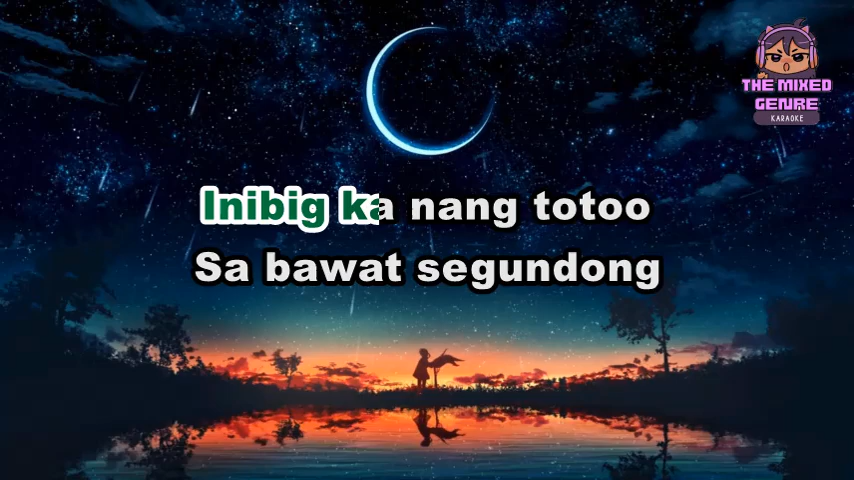 THE MIXED
GENRE
KARAOKE
Inibig ka nang totoo
Sa bawat segundong